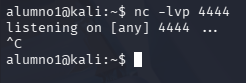 alumno1@kali:~$ nc -lvp 4444
listening on [any] 4444 ...
^C
alumno1@kali:~$